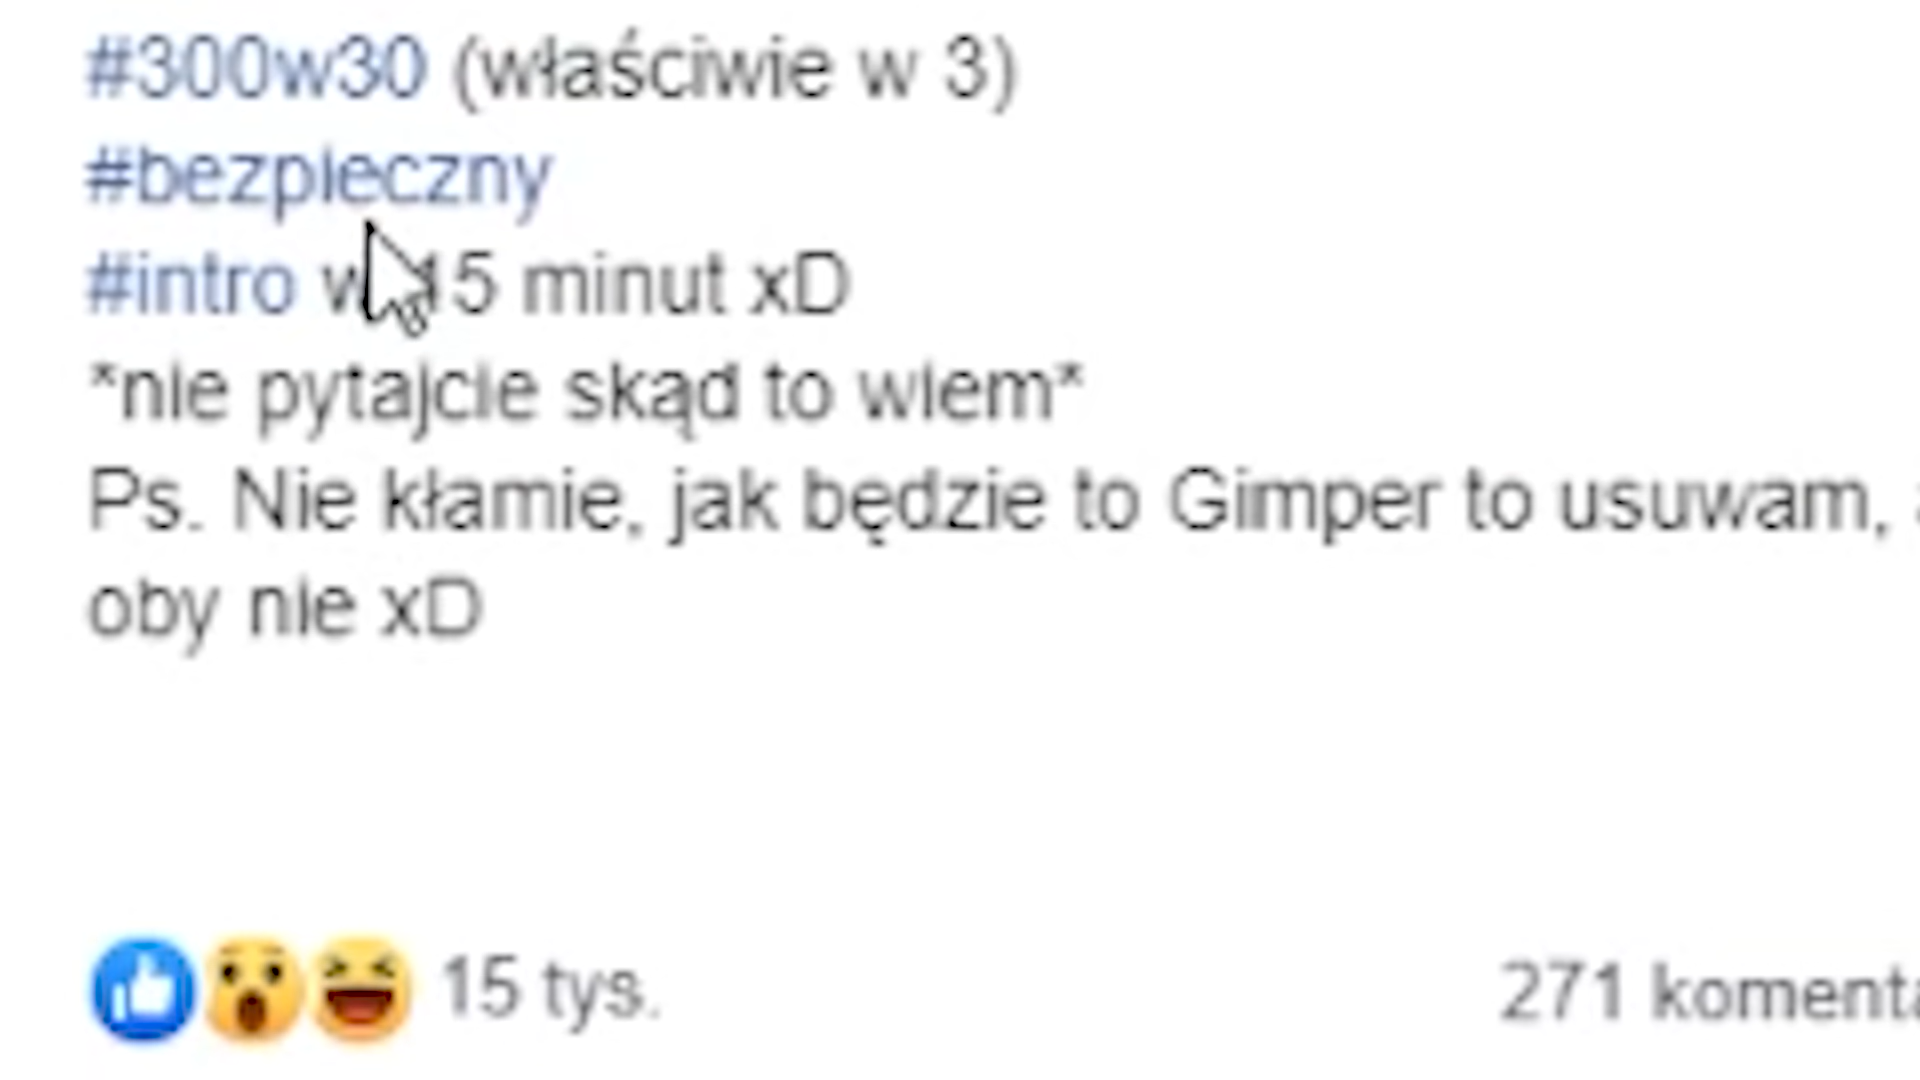 #300w30 (właściwie w 3)
#bezpieczny
#intro w 15 minut xD
*nie pytajcie skąd to wiem*
Ps. Nie kłamie, jak będzie to Gimper to usuwam,
oby nie xD
15 tys.
271